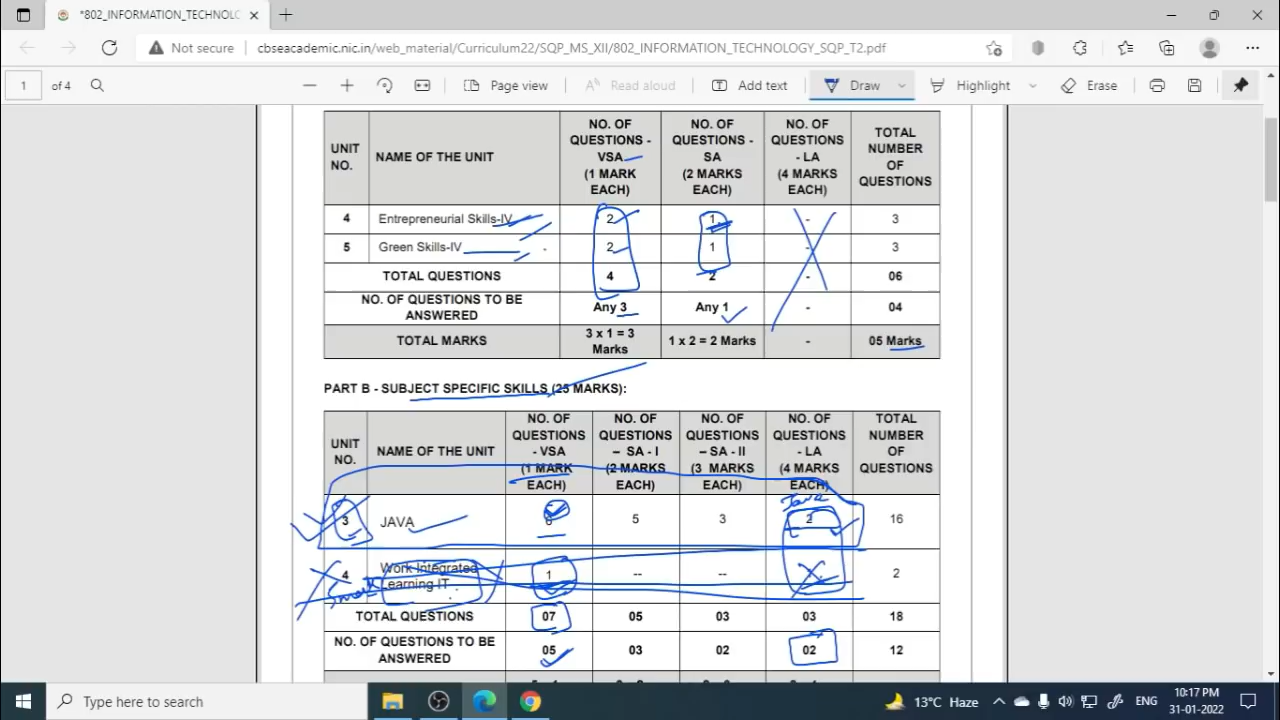 *802_INFORMATION_TECHNOLOG
Not secure cbseacademic.nic.in/web_material/Curriculum22/SQP_MS_XII/802_INFORMATION_TECHNOLOGY_SQP_T2.pdf
1 of 4 Page view Read aloud Add text Draw Highlight Erase
UNIT NO. NAME OF THE UNIT NO. OF QUESTIONS - VSA (1 MARK EACH) NO. OF QUESTIONS - SA (2 MARKS EACH) NO. OF QUESTIONS - LA (4 MARKS EACH) TOTAL NUMBER OF QUESTIONS
4 Entrepreneurial Skills-IV 2 1 - 3
5 Green Skills-IV 2 1 - 3
TOTAL QUESTIONS 4 2 - 06
NO. OF QUESTIONS TO BE ANSWERED Any 3 Any 1 - 04
TOTAL MARKS 3 x 1 = 3 Marks 1 x 2 = 2 Marks - 05 Marks
PART B - SUBJECT SPECIFIC SKILLS (25 MARKS):
UNIT NO. NAME OF THE UNIT NO. OF QUESTIONS - VSA (1 MARK EACH) NO. OF QUESTIONS – SA - I (2 MARKS EACH) NO. OF QUESTIONS – SA - II (3 MARKS EACH) NO. OF QUESTIONS - LA (4 MARKS EACH) TOTAL NUMBER OF QUESTIONS
Java
3 JAVA 6 5 3 2 16
4 Work Integrated Learning IT 1 -- -- 2
TOTAL QUESTIONS 07 05 03 03 18
NO. OF QUESTIONS TO BE ANSWERED 05 03 02 02 12
Type here to search 13°C Haze ENG 10:17 PM
31-01-2022